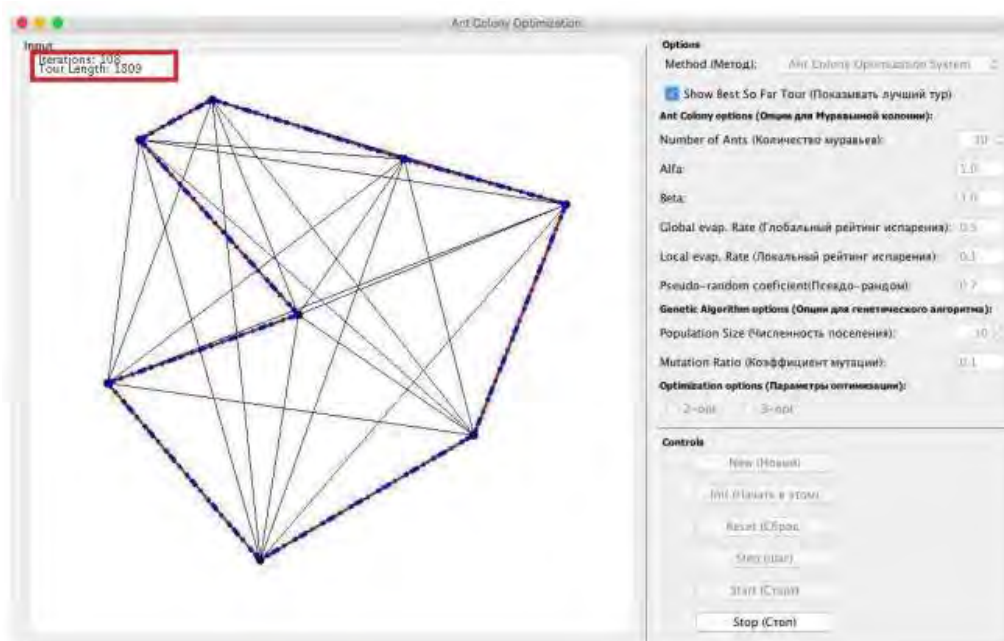 Ant Colony Optimization
Input
Iterations: 108
Tour Length: 1809
Options
Method (Метод): Ant Colony Optimization System
Show Best So Far Tour (Показывать лучший тур)
Ant Colony options (Опции для Муравьиной колонии):
Number of Ants (Количество муравьев): 10
Alfa: 1.0
Beta: 1.0
Global evap. Rate (Глобальный рейтинг испарения): 0.5
Local evap. Rate (Локальный рейтинг испарения): 0.1
Pseudo-random coeficient(Псевдо-рандом): 0.7
Genetic Algorithm options (Опции для генетического алгоритма):
Population Size (Численность поселения): 10
Mutation Ratio (Коэффициент мутации): 0.1
Optimization options (Параметры оптимизации):
2-opt 3-opt
Controls
New (Новый)
Init (Начать в этом)
Reset (Сброс
Step (Шаг)
Start (Старт)
Stop (Стоп)